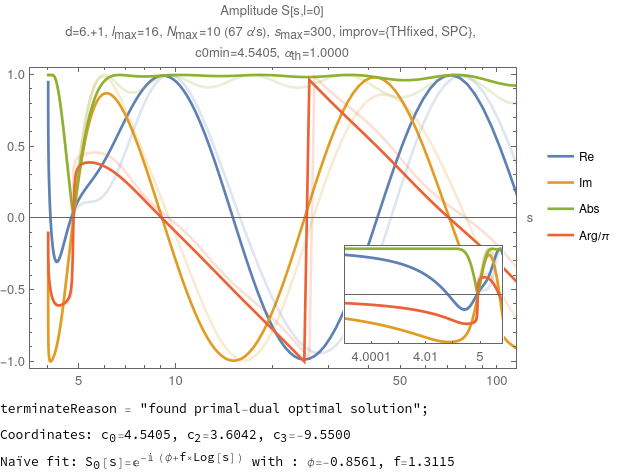 Amplitude S[s,l=0]
d=6.+1, lmax=16, Nmax=10 (67 α's), smax=300, improv={THfixed, SPC},
c0min=4.5405, αth=1.0000
1.0
0.5
0.0
-0.5
-1.0
5
10
50
100
s
4.0001
4.01
5
Re
Im
Abs
Arg/π
terminateReason = "found primal-dual optimal solution";
Coordinates: c0=4.5405, c2=3.6042, c3=-9.5500
Naïve fit: S0[s]=e^-i (ϕ+f×Log[s]) with : ϕ=-0.8561, f=1.3115